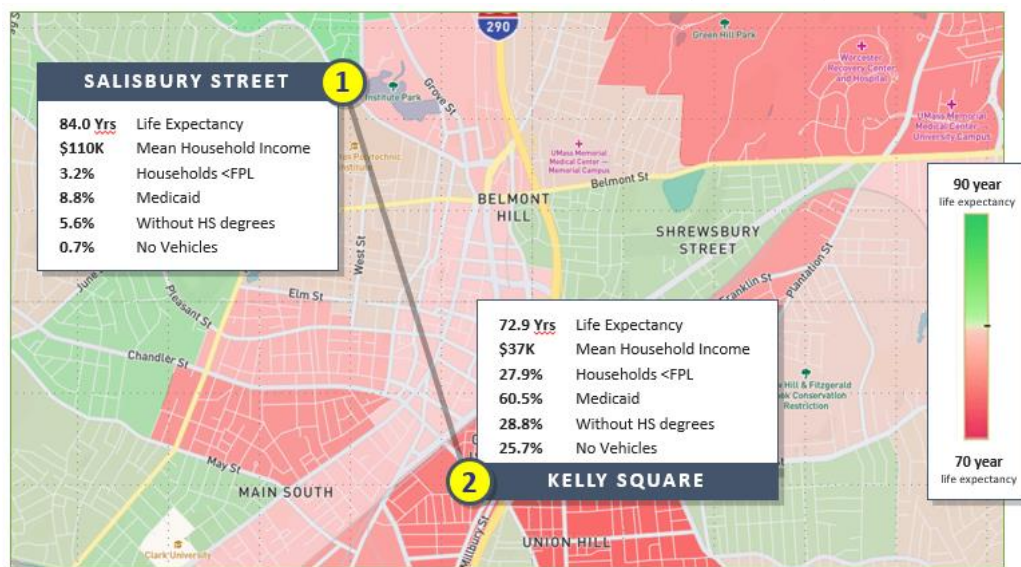 290
Green Hill Park
Worcester
Recovery Center
and Hospital
SALISBURY STREET
1
84.0 Yrs Life Expectancy
$110K Mean Household Income
3.2% Households <FPL
8.8% Medicaid
5.6% Without HS degrees
0.7% No Vehicles
Institute Park
Grove St
UMass Memorial
Medical Center —
University Campus
Polytechnic
UMass Memorial
Medical Center —
Memorial Campus
Belmont St
BELMONT
HILL
West St
SHREWSBURY
STREET
Plantation St
Franklin St
June
Pleasant St
Elm St
Chandler St
90 year
life expectancy
70 year
life expectancy
72.9 Yrs Life Expectancy
$37K Mean Household Income
27.9% Households <FPL
60.5% Medicaid
28.8% Without HS degrees
25.7% No Vehicles
2
KELLY SQUARE
Hill & Fitzgerald
Conservation
Restriction
May St
MAIN SOUTH
Clark University
Millbury St
UNION HILL